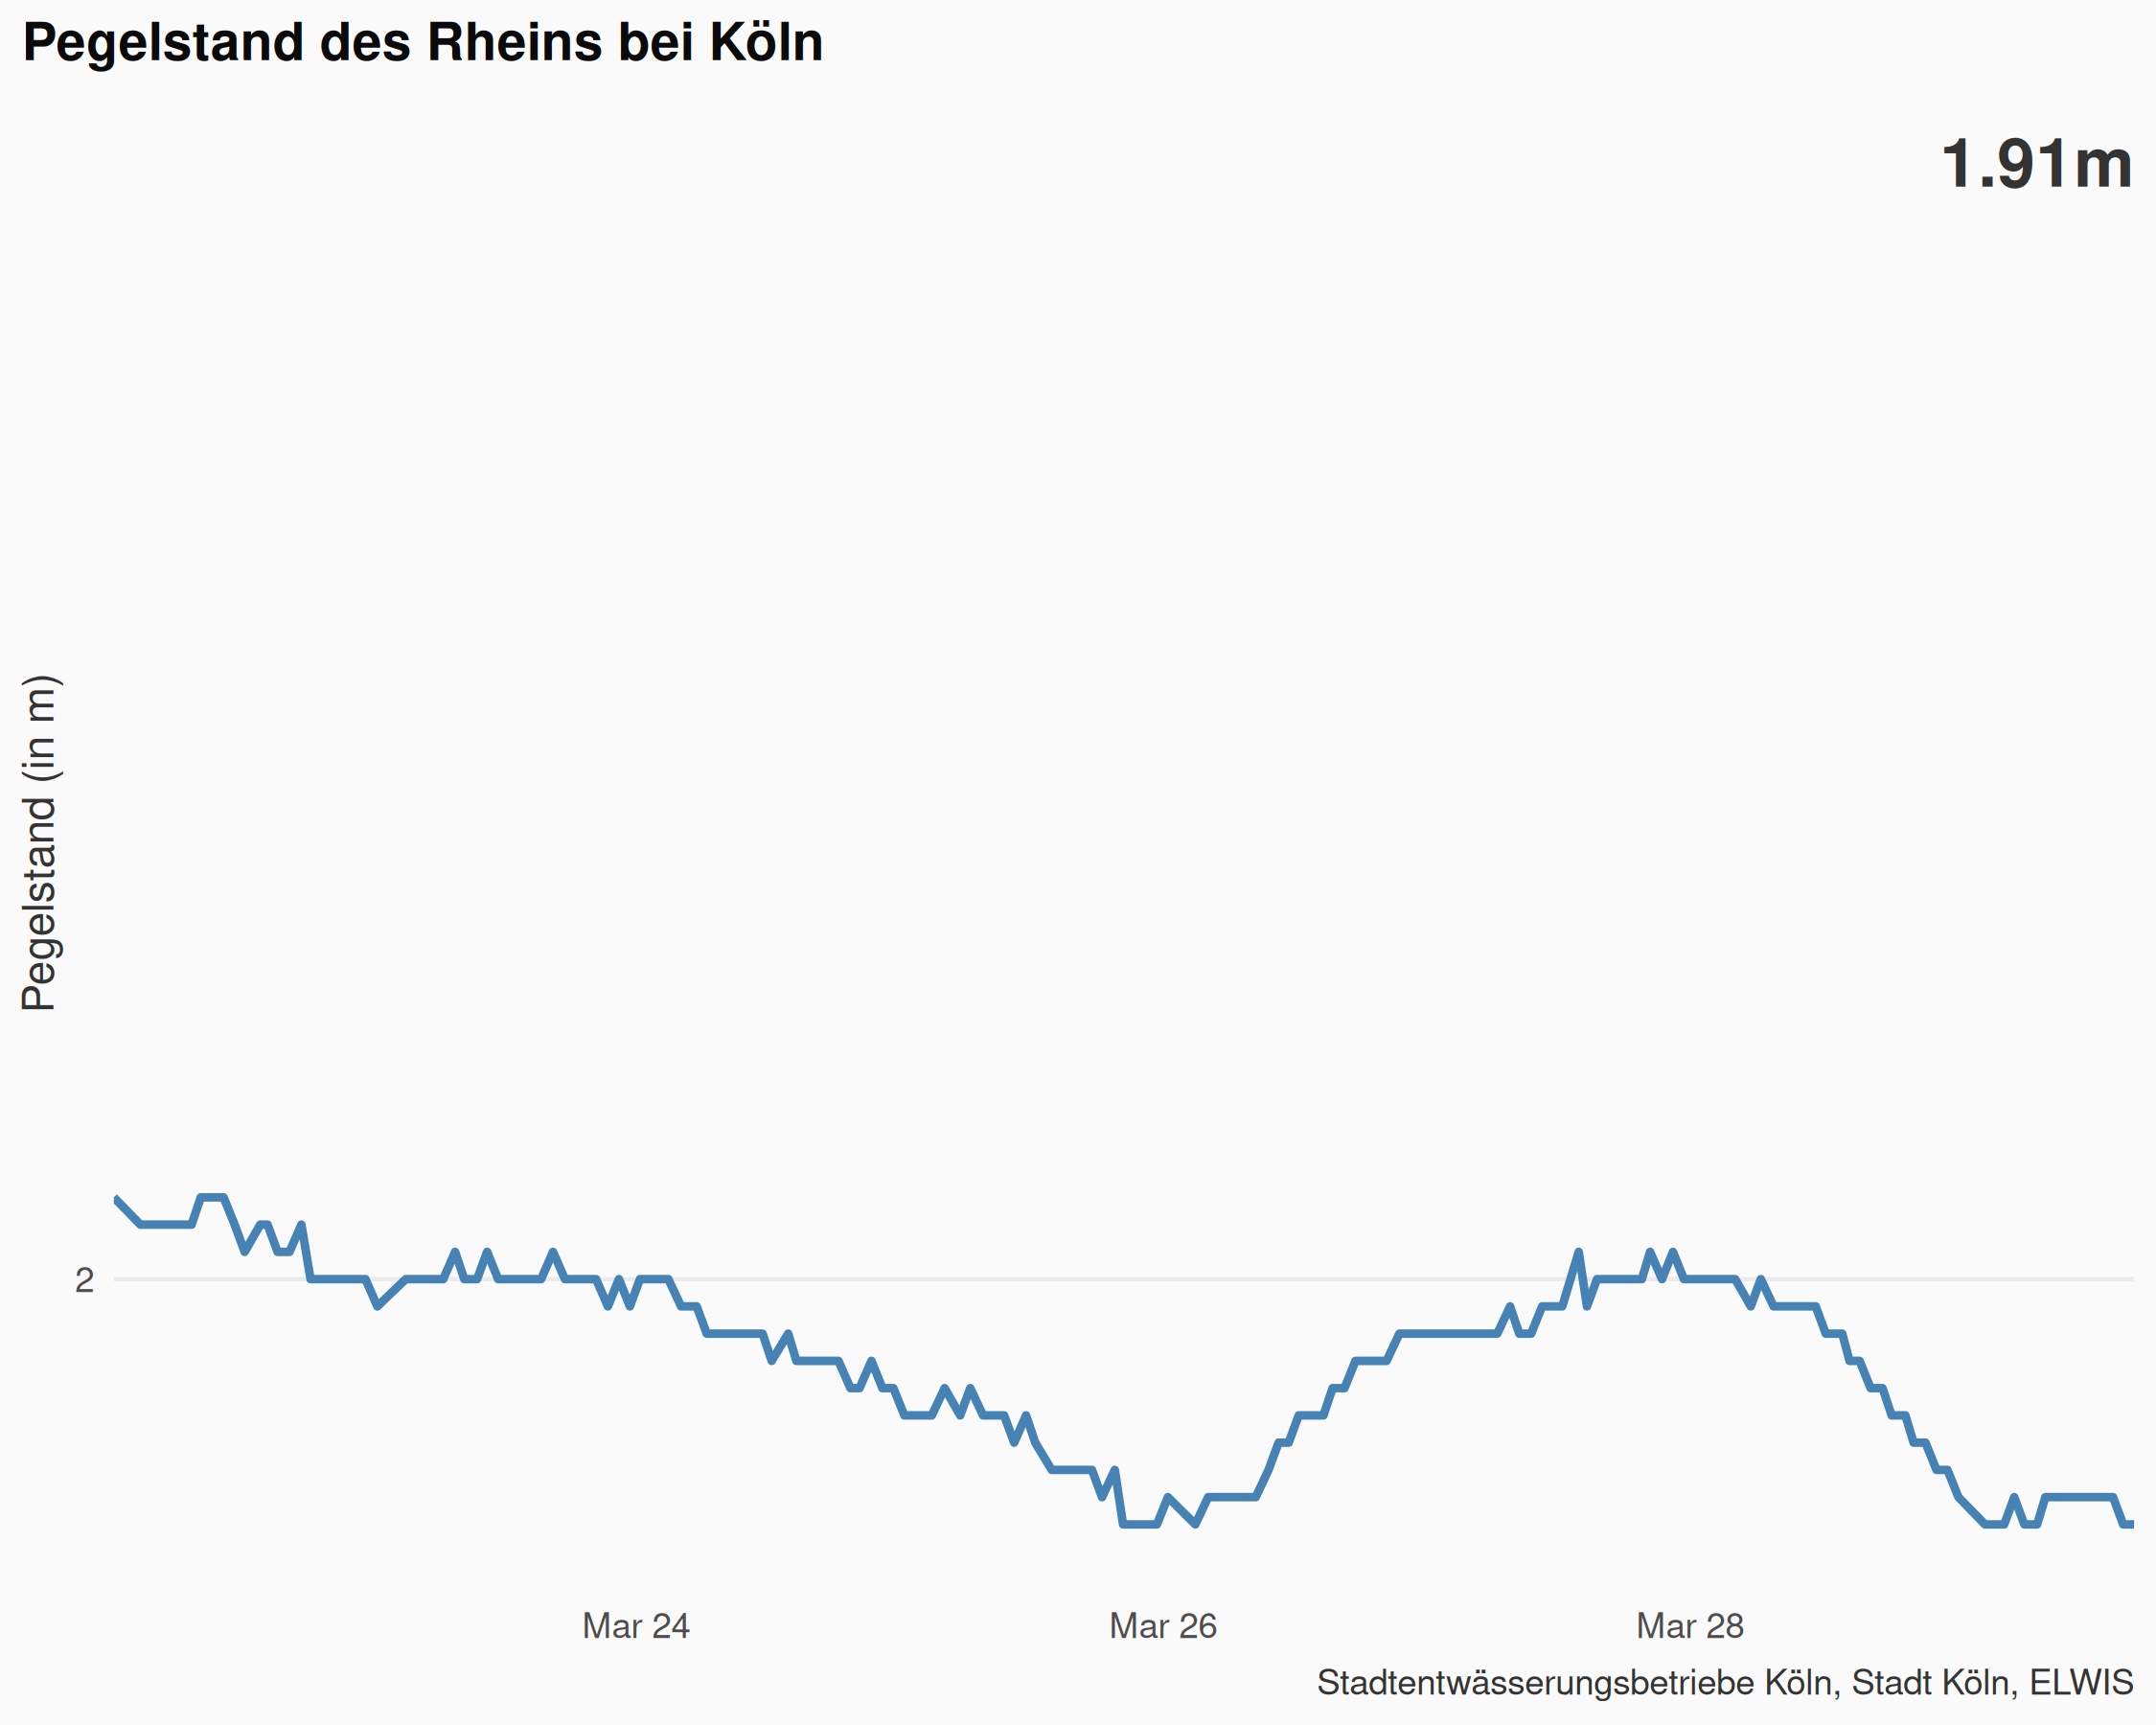 Pegelstand des Rheins bei Köln
1.91m
Pegelstand (in m)
2
Mar 24
Mar 26
Mar 28
Stadtentwässerungsbetriebe Köln, Stadt Köln, ELWIS